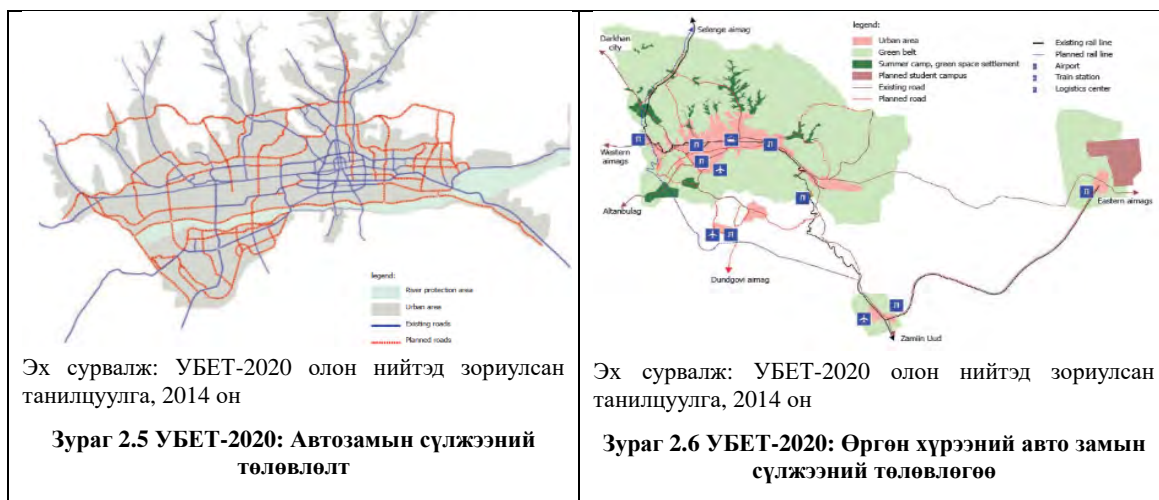 legend:
River protection area
Urban area
Existing roads
Planned roads
Эх сурвалж: УБЕТ-2020 олон нийтэд зориулсан
танилцуулга, 2014 он
Зураг 2.5 УБЕТ-2020: Автозамын сүлжээний
төлөвлөлт
Selenge aimag
Darkhan
city
Western
aimags
Altanbulag
Dundgovi aimag
Zamiin Uud
Eastern aimags
legend:
Urban area
Green belt
Summer camp, green space settlement
Planned student campus
Existing road
Planned road
Existing rail line
Planned rail line
Airport
Train station
Logistics center
Эх сурвалж: УБЕТ-2020 олон нийтэд зориулсан
танилцуулга, 2014 он
Зураг 2.6 УБЕТ-2020: Өргөн хүрээний авто замын
сүлжээний төлөвлөгөө